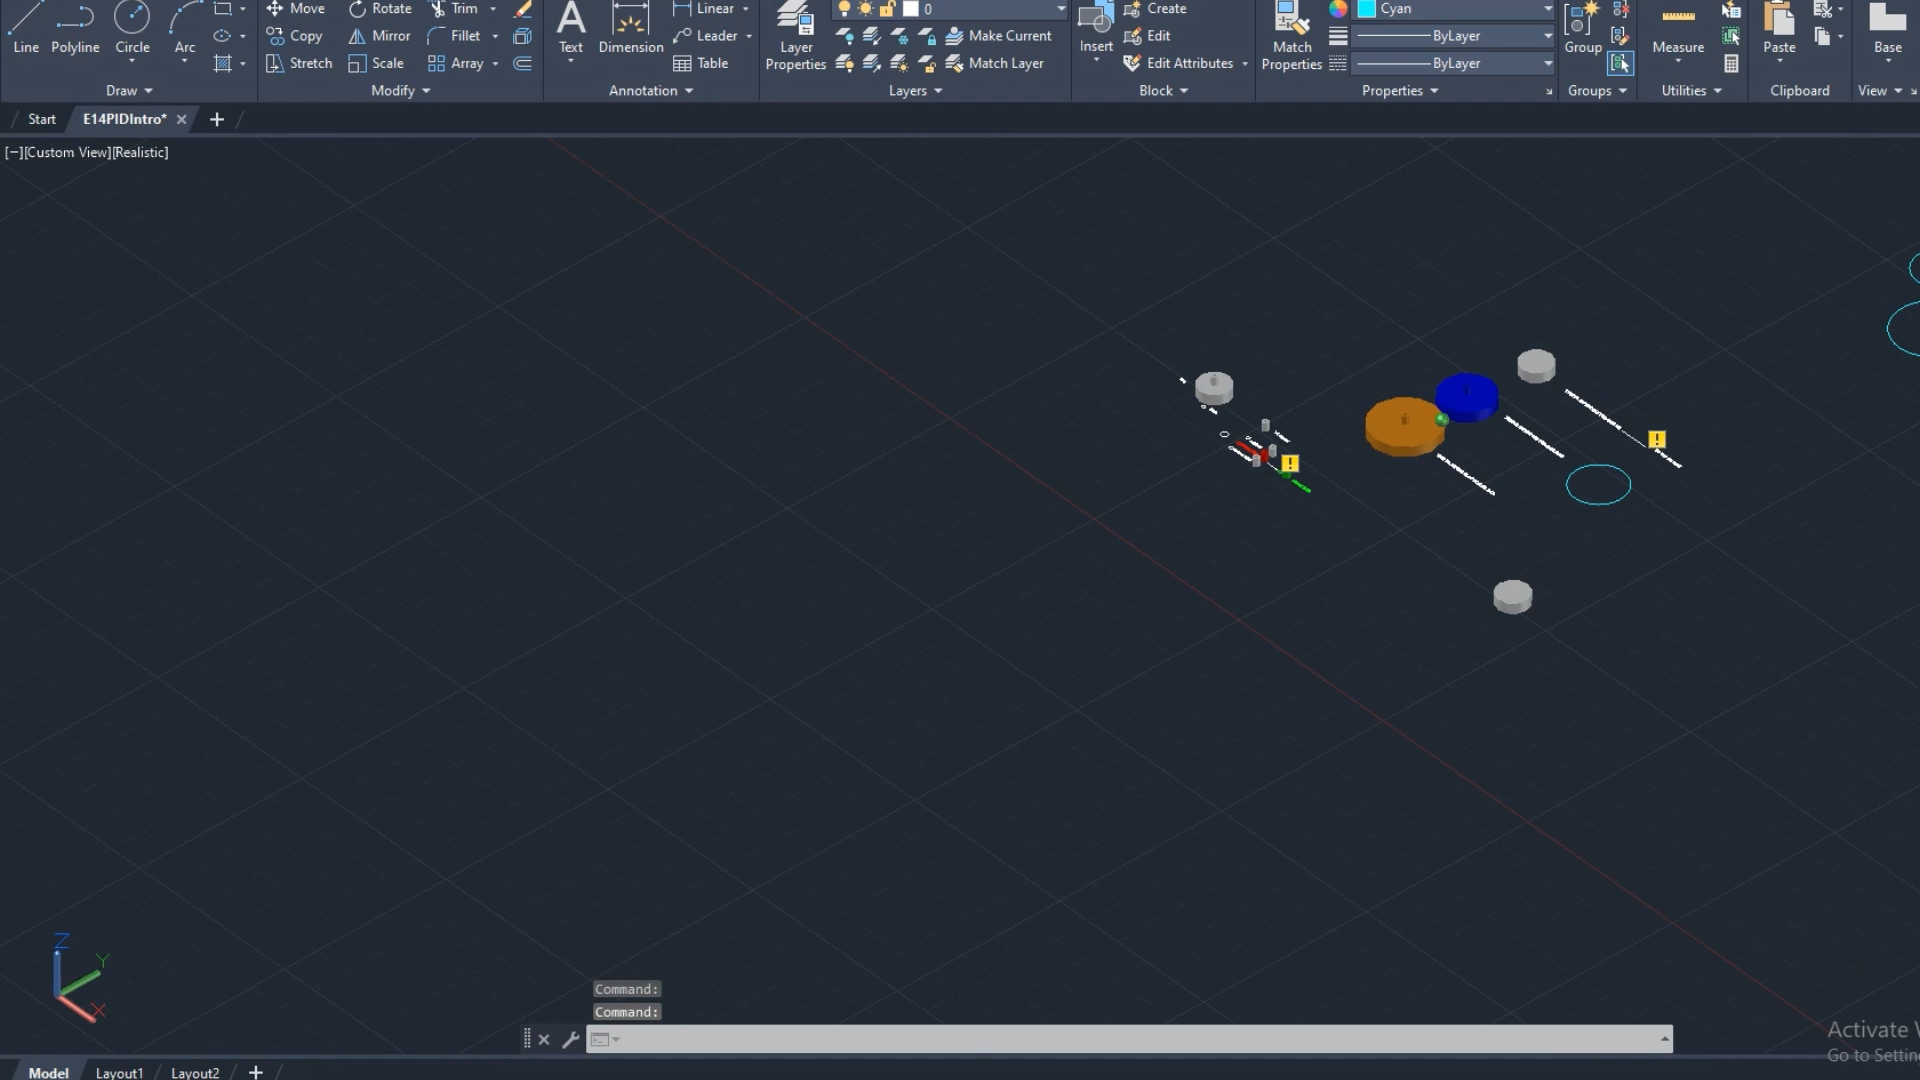 Move Rotate Trim Linear 0 Create Cyan
Line Polyline Circle Arc Copy Mirror Fillet Text Dimension Leader Layer Properties Make Current Insert Edit Match Properties ByLayer Group Measure Paste Base
Stretch Scale Array Table Match Layer Edit Attributes ByLayer
Draw Modify Annotation Layers Block Properties Groups Utilities Clipboard View
Start E14PIDIntro*
[−][Custom View][Realistic]
Z
Y
X
Command:
Command:
Activate
Go to Settin
Model Layout1 Layout2